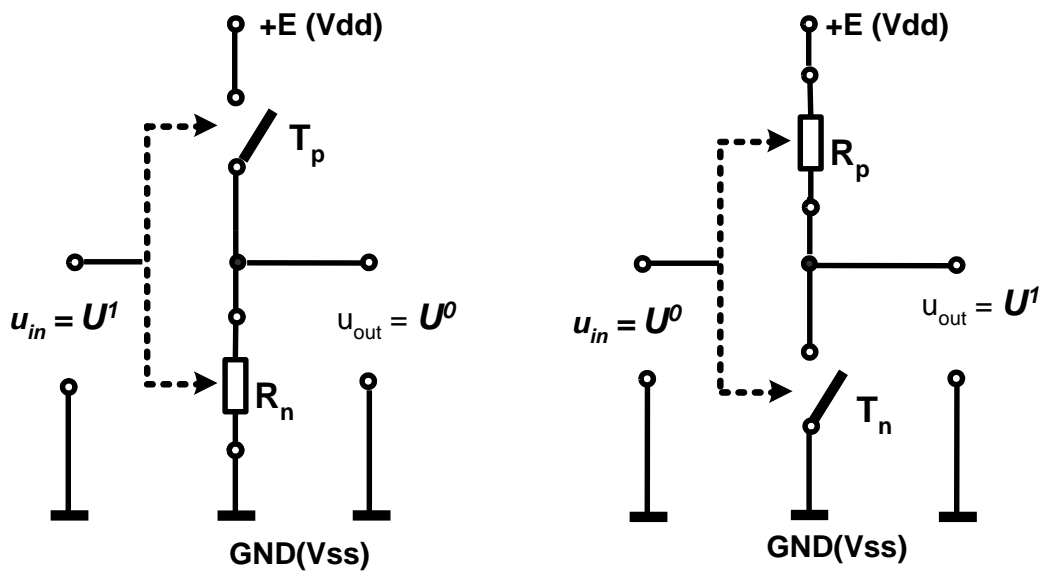 +E (Vdd)
T_p
u_in = U^1
u_out = U^0
R_n
GND(Vss)
+E (Vdd)
R_p
u_in = U^0
u_out = U^1
T_n
GND(Vss)